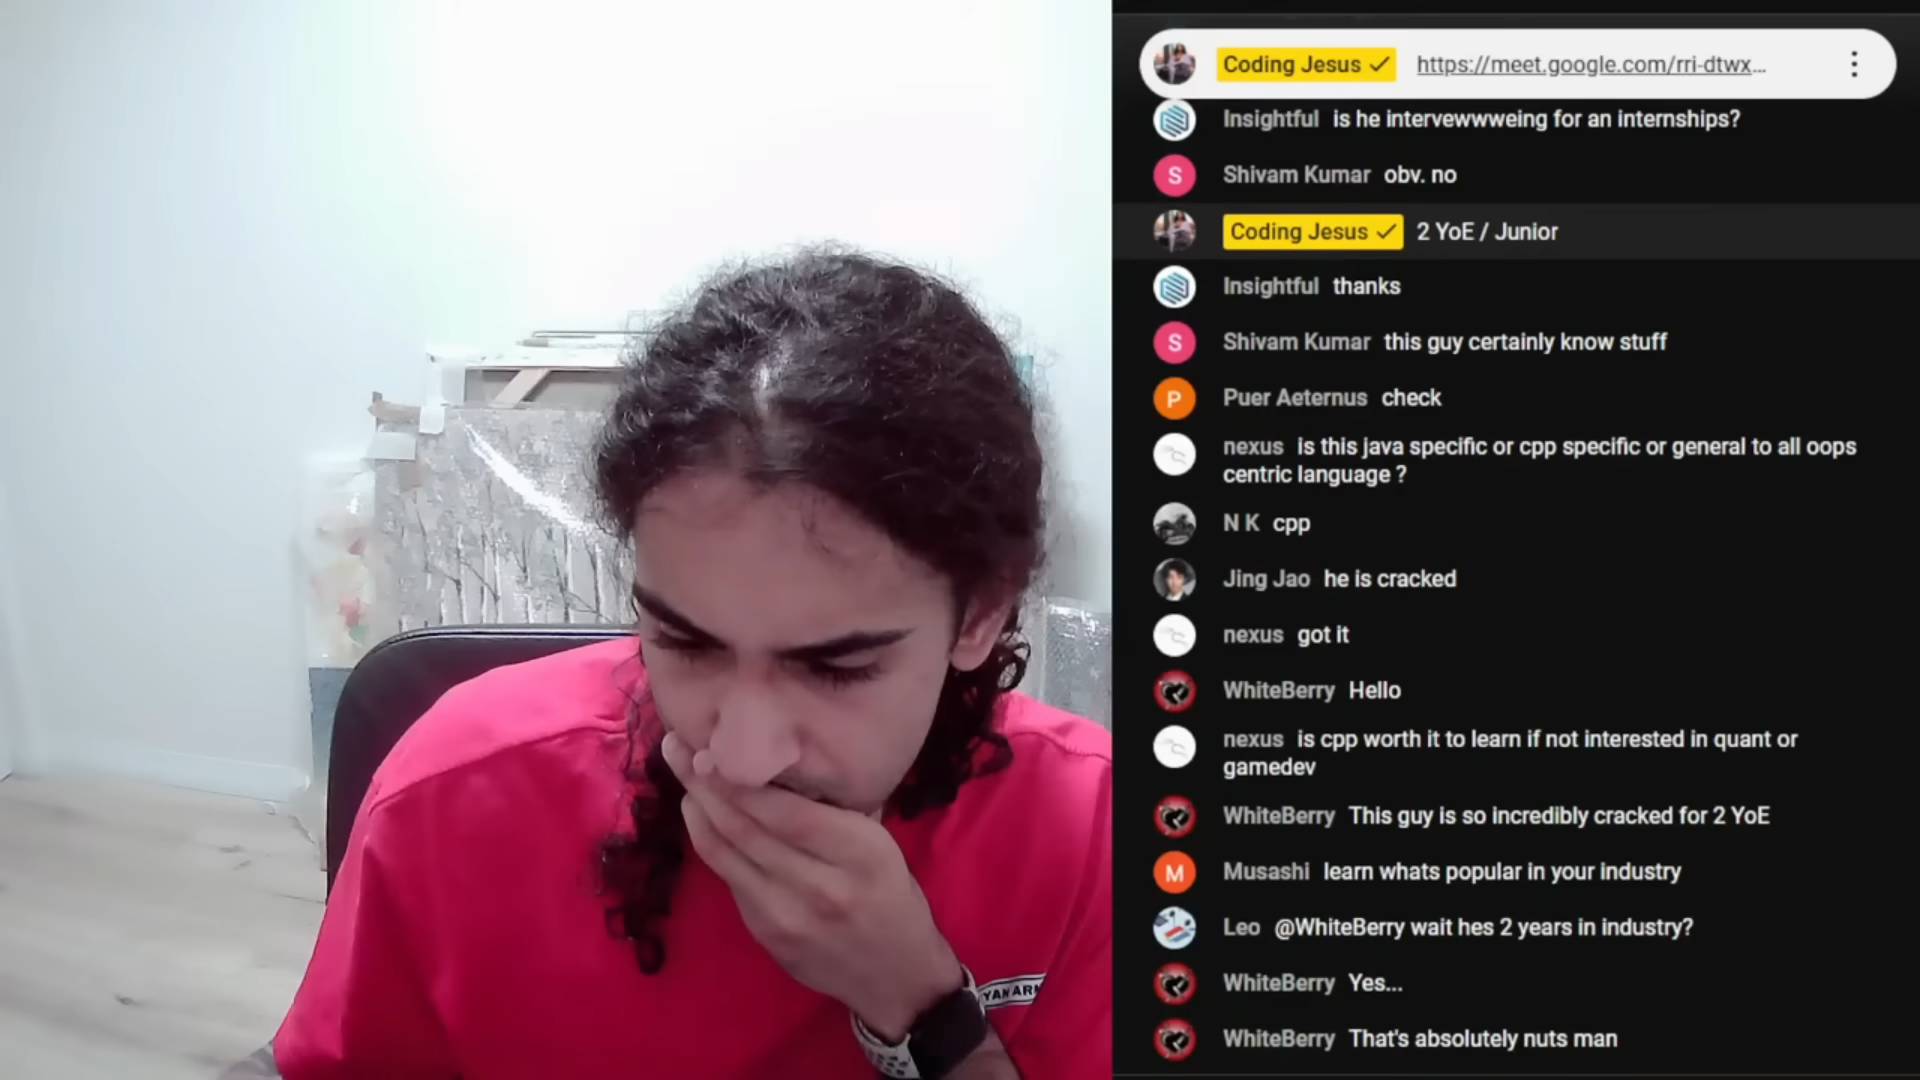 Coding Jesus ✓ https://meet.google.com/rri-dtwx...
Insightful is he intervewwweing for an internships?
S Shivam Kumar obv. no
Coding Jesus ✓ 2 YoE / Junior
Insightful thanks
S Shivam Kumar this guy certainly know stuff
P Puer Aeternus check
nexus is this java specific or cpp specific or general to all oops
centric language ?
N K cpp
Jing Jao he is cracked
nexus got it
WhiteBerry Hello
nexus is cpp worth it to learn if not interested in quant or
gamedev
WhiteBerry This guy is so incredibly cracked for 2 YoE
M Musashi learn whats popular in your industry
Leo @WhiteBerry wait hes 2 years in industry?
WhiteBerry Yes...
WhiteBerry That's absolutely nuts man